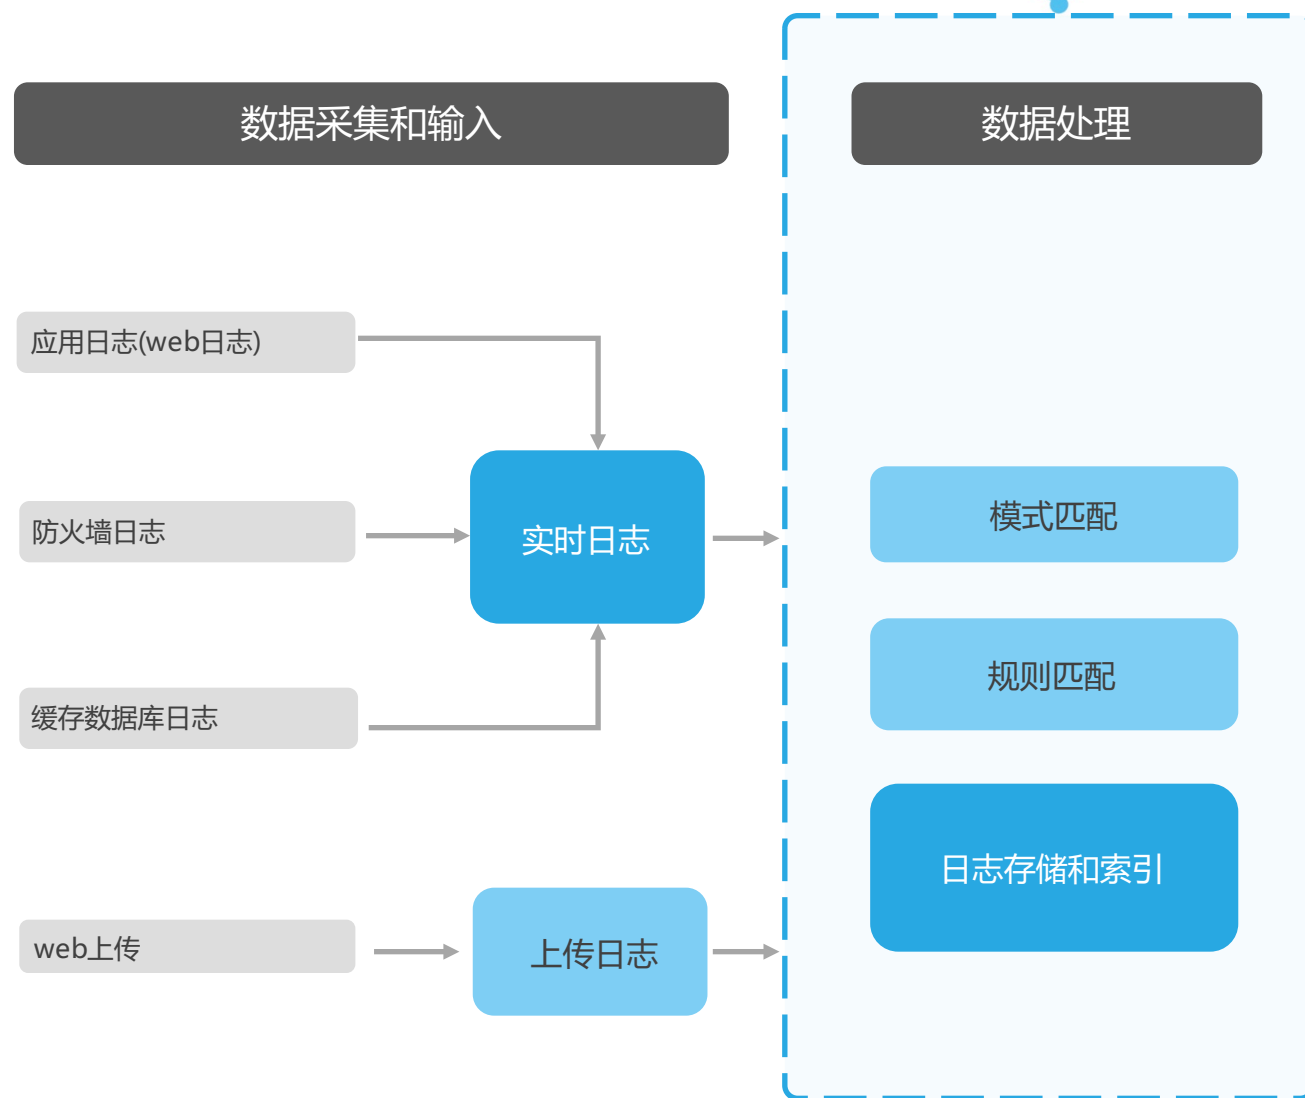 数据采集和输入
数据处理
应用日志(web日志)
防火墙日志
实时日志
模式匹配
规则匹配
缓存数据库日志
日志存储和索引
web上传
上传日志